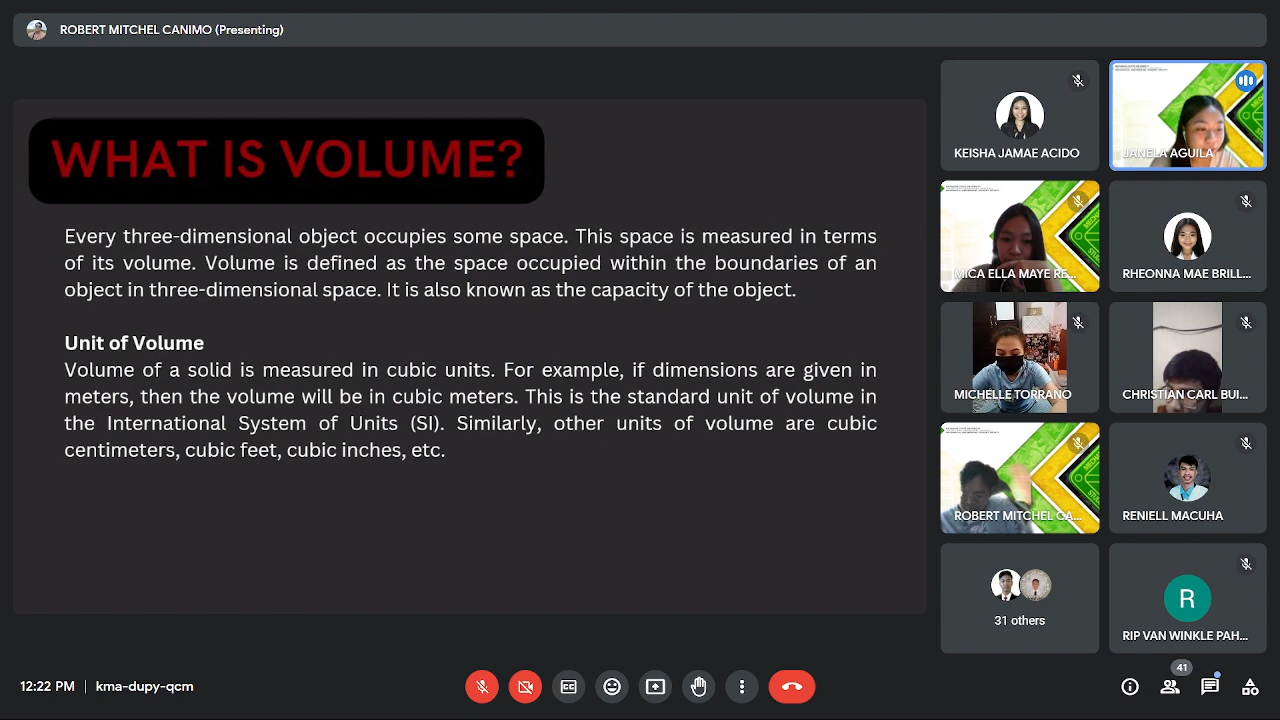 ROBERT MITCHEL CANIMO (Presenting)
WHAT IS VOLUME?
Every three-dimensional object occupies some space. This space is measured in terms
of its volume. Volume is defined as the space occupied within the boundaries of an
object in three-dimensional space. It is also known as the capacity of the object.
Unit of Volume
Volume of a solid is measured in cubic units. For example, if dimensions are given in
meters, then the volume will be in cubic meters. This is the standard unit of volume in
the International System of Units (SI). Similarly, other units of volume are cubic
centimeters, cubic feet, cubic inches, etc.
KEISHA JAMAE ACIDO
JANELA AGUILA
MICA ELLA MAYE RE...
RHEONNA MAE BRILL...
MICHELLE TORRANO
CHRISTIAN CARL BUI...
ROBERT MITCHEL CA...
RENIELL MACUHA
31 others
R
RIP VAN WINKLE PAH...
12:22 PM | kma-dupy-qcm
41